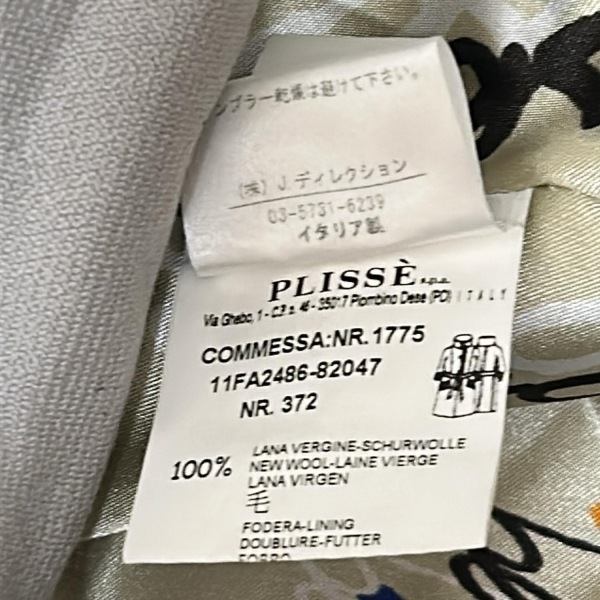 ンブラー乾燥は避けて下さい。
(株) J.ディレクション
03-5731-6239
イタリア製
PLISSÈ s.p.a.
Via Ghebo, 1 - C.P. n. 46 - 35017 Piombino Dese (PD) ITALY
COMMESSA:NR.1775
11FA2486-82047
NR. 372
100%
LANA VERGINE-SCHURWOLLE
NEW WOOL-LAINE VIERGE
LANA VIRGEN
毛
FODERA-LINING
DOUBLURE-FUTTER
FORRO